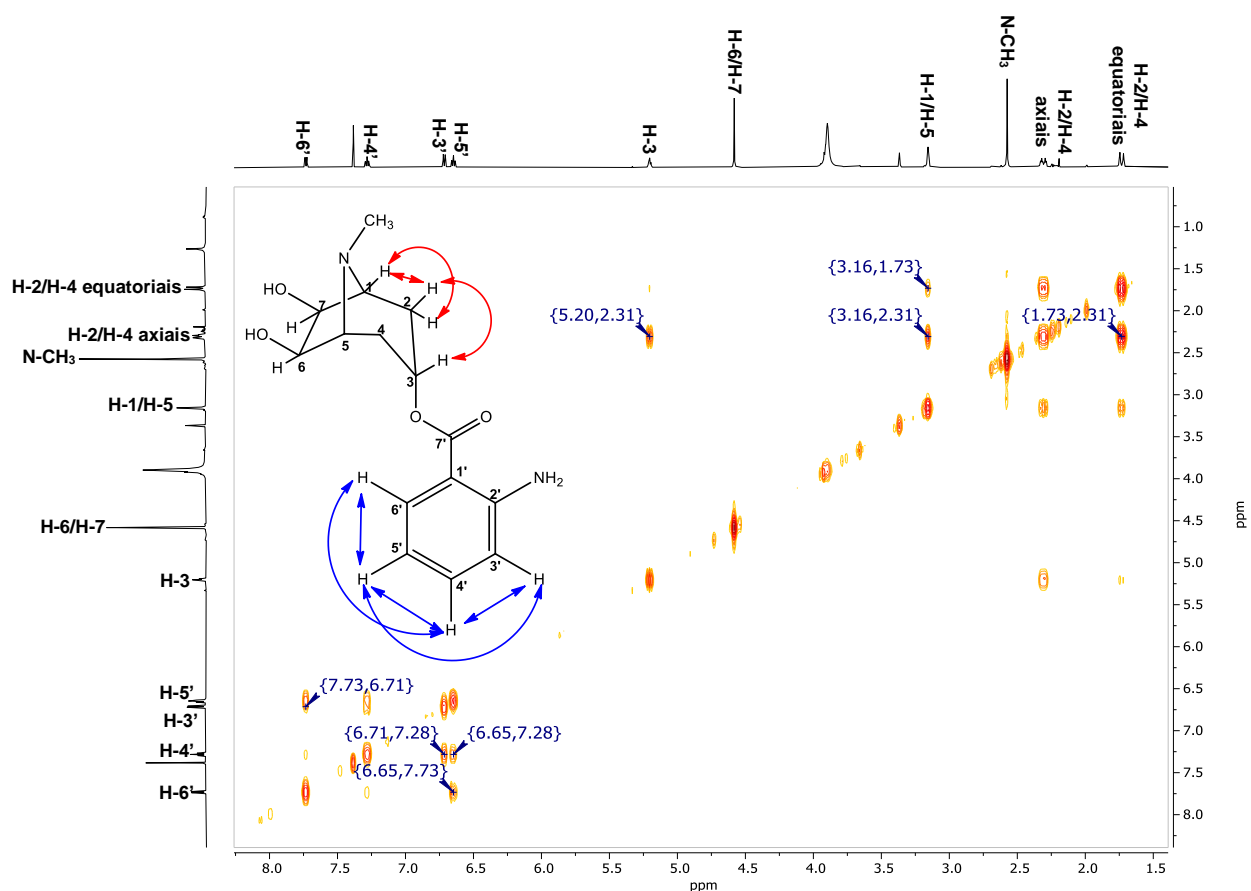 H-6'
H-4'
H-3'
H-5'
H-3
H-6/H-7
H-1/H-5
N-CH₃
H-2/H-4
axiais
H-2/H-4
equatoriais
H-2/H-4 equatoriais
H-2/H-4 axiais
N-CH₃
H-1/H-5
H-6/H-7
H-3
H-5'
H-3'
H-4'
H-6'
CH₃
N
H
1
H
HO
7
2
H
4
H
HO
5
H
H
6
3
O
O
7'
1'
H
NH₂
2'
6'
5'
3'
H
4'
H
H
{3.16,1.73}
{5.20,2.31}
{3.16,2.31}
{1.73,2.31}
{7.73,6.71}
{6.71,7.28}
{6.65,7.28}
{6.65,7.73}
1.0
1.5
2.0
2.5
3.0
3.5
4.0
4.5
5.0
5.5
6.0
6.5
7.0
7.5
8.0
ppm
8.0 7.5 7.0 6.5 6.0 5.5 5.0 4.5 4.0 3.5 3.0 2.5 2.0 1.5
ppm